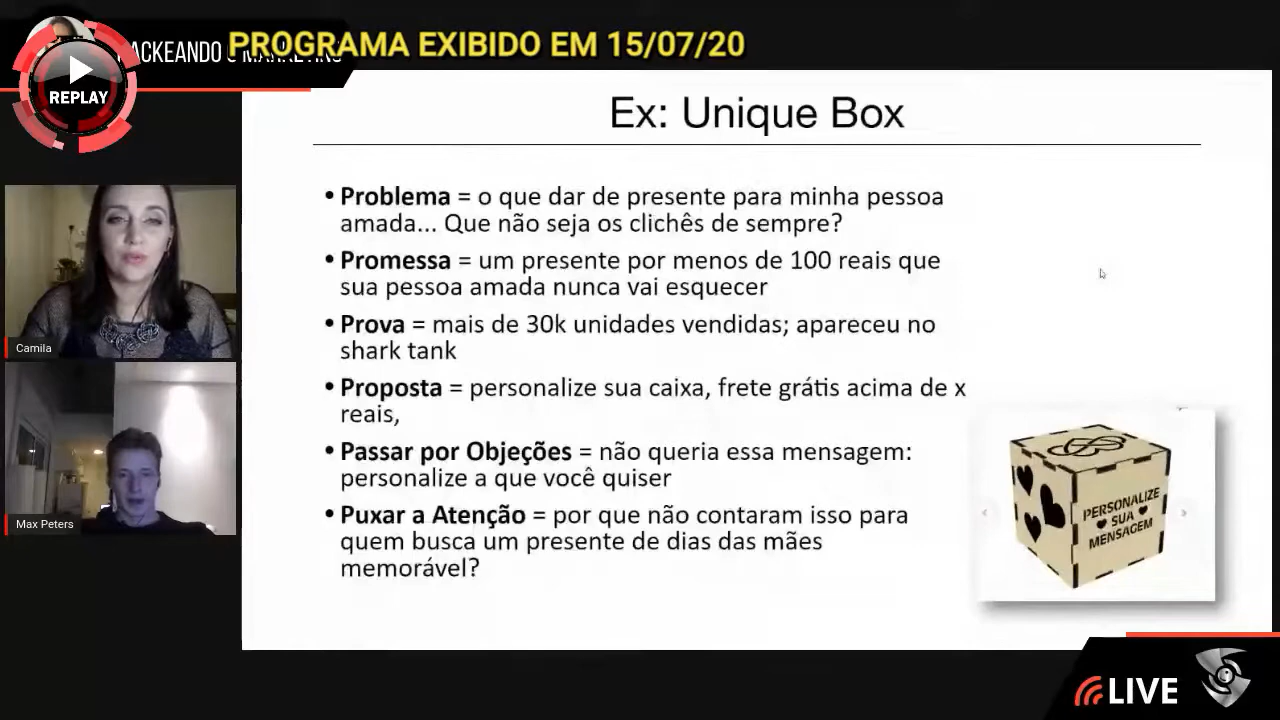 PROGRAMA EXIBIDO EM 15/07/20
REPLAY
Ex: Unique Box
• Problema = o que dar de presente para minha pessoa
amada... Que não seja os clichês de sempre?
• Promessa = um presente por menos de 100 reais que
sua pessoa amada nunca vai esquecer
• Prova = mais de 30k unidades vendidas; apareceu no
shark tank
• Proposta = personalize sua caixa, frete grátis acima de x
reais,
• Passar por Objeções = não queria essa mensagem:
personalize a que você quiser
• Puxar a Atenção = por que não contaram isso para
quem busca um presente de dias das mães
memorável?
Camila
Max Peters
PERSONALIZE
SUA
MENSAGEM
LIVE